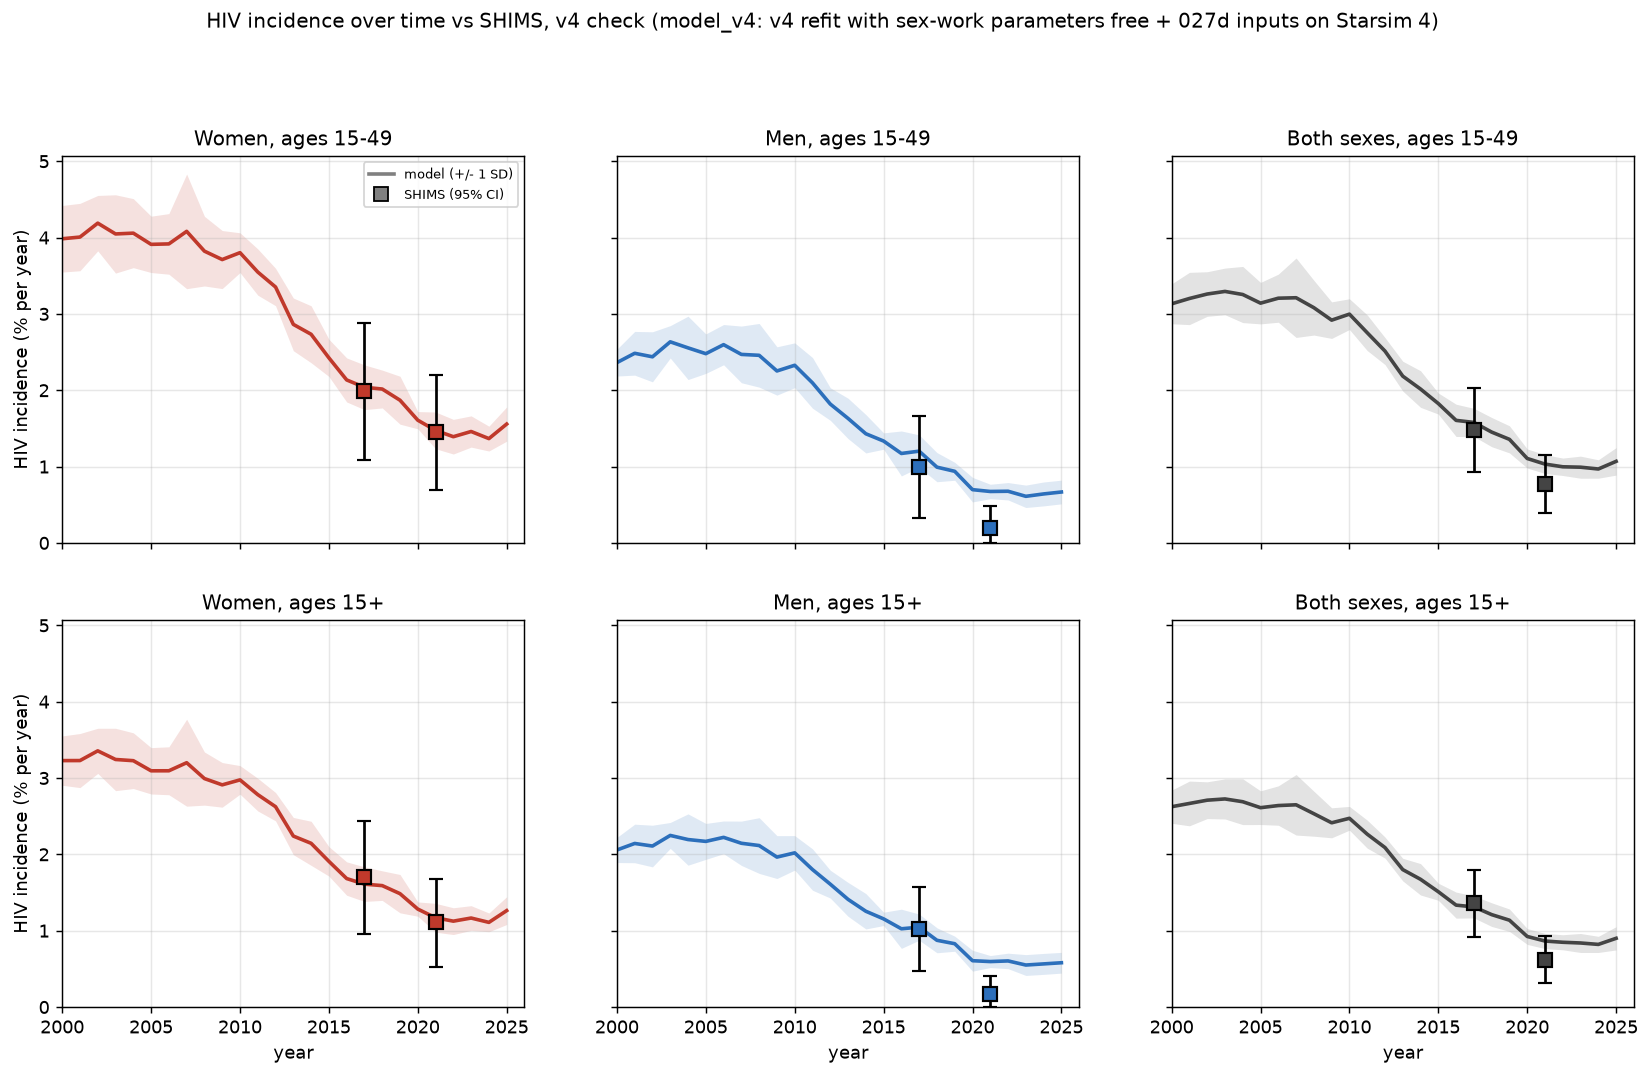 HIV incidence over time vs SHIMS, v4 check (model_v4: v4 refit with sex-work parameters free + 027d inputs on Starsim 4)
Women, ages 15-49
Men, ages 15-49
Both sexes, ages 15-49
HIV incidence (% per year)
5
4
3
2
1
0
model (+/- 1 SD)
SHIMS (95% CI)
Women, ages 15+
Men, ages 15+
Both sexes, ages 15+
HIV incidence (% per year)
5
4
3
2
1
0
2000 2005 2010 2015 2020 2025
2000 2005 2010 2015 2020 2025
2000 2005 2010 2015 2020 2025
year
year
year